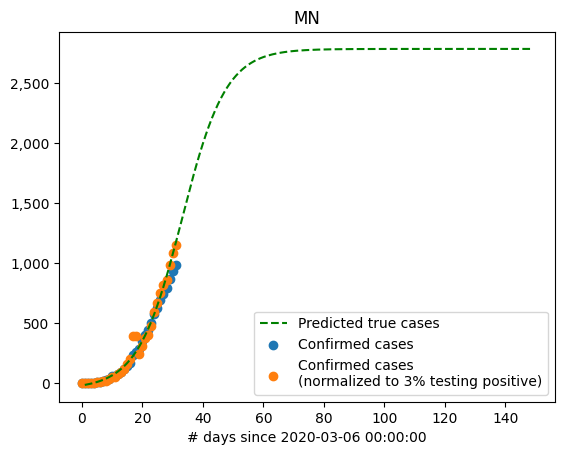 MN
2,500
2,000
1,500
1,000
500
0
Predicted true cases
Confirmed cases
Confirmed cases
(normalized to 3% testing positive)
0 20 40 60 80 100 120 140
# days since 2020-03-06 00:00:00